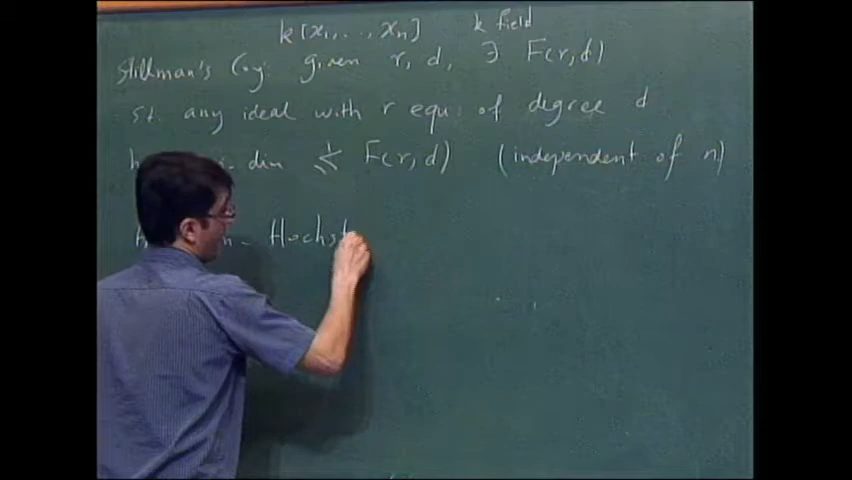 k[x₁,..,xₙ] k field
Stillman's Conj: given r, d, ∃ F(r,d)
s.t. any ideal with r equ: of degree d
dim ≤ F(r,d) (independent of n)
- Hochst